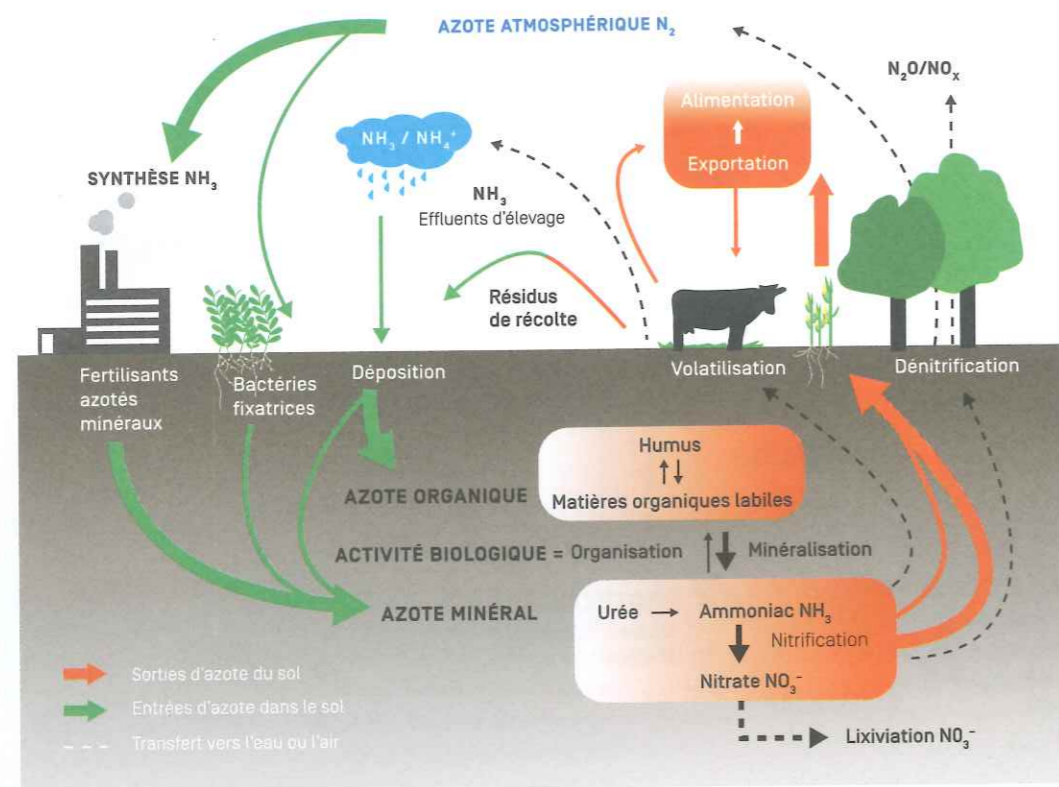 AZOTE ATMOSPHÉRIQUE N₂
N₂O/NOₓ
Alimentation
Exportation
NH₃ / NH₄⁺
SYNTHÈSE NH₃
NH₃
Effluents d'élevage
Résidus
de récolte
Fertilisants
azotés
minéraux
Bactéries
fixatrices
Déposition
Volatilisation
Dénitrification
Humus
AZOTE ORGANIQUE
Matières organiques labiles
ACTIVITÉ BIOLOGIQUE = Organisation
Minéralisation
AZOTE MINÉRAL
Urée → Ammoniac NH₃
Nitrification
Nitrate NO₃⁻
Sorties d'azote du sol
Entrées d'azote dans le sol
Transfert vers l'eau ou l'air
Lixiviation NO₃⁻